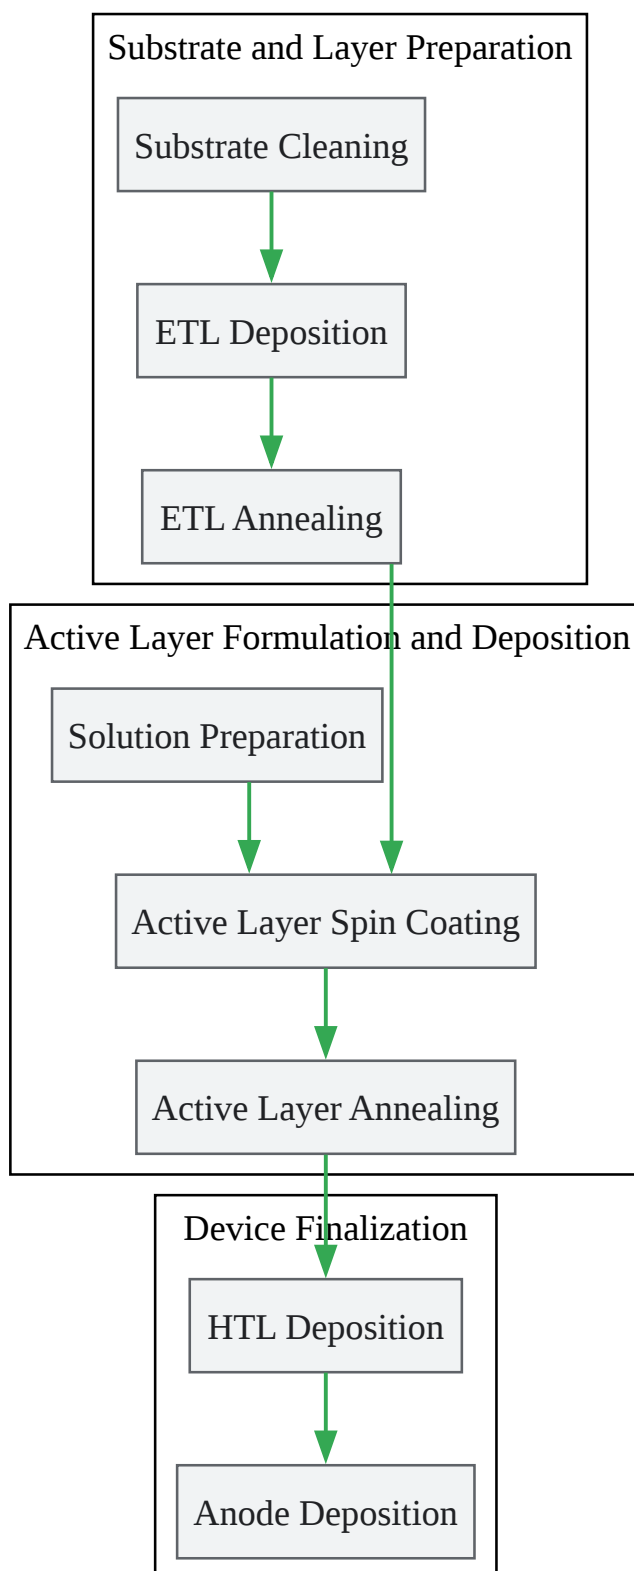 Substrate and Layer Preparation
Substrate Cleaning
ETL Deposition
ETL Annealing
Active Layer Formulation and Deposition
Solution Preparation
Active Layer Spin Coating
Active Layer Annealing
Device Finalization
HTL Deposition
Anode Deposition